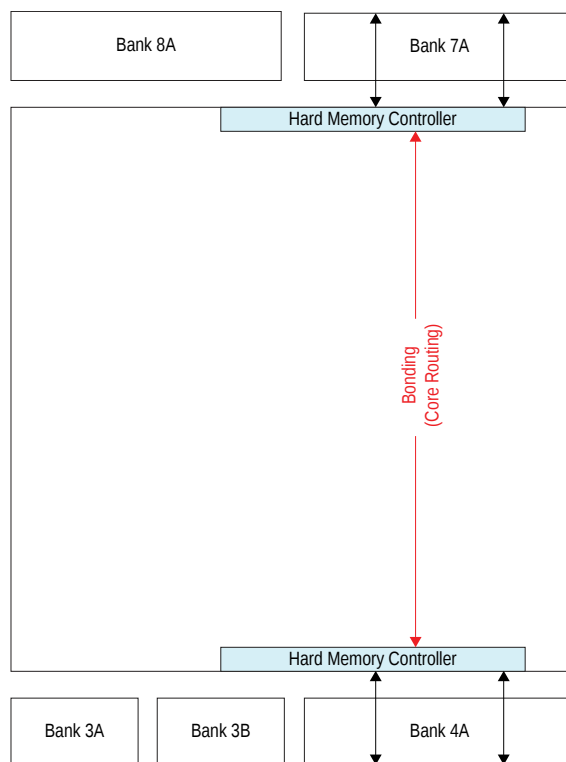 Bank 8A
Bank 7A
Hard Memory Controller
Bonding
(Core Routing)
Hard Memory Controller
Bank 3A
Bank 3B
Bank 4A